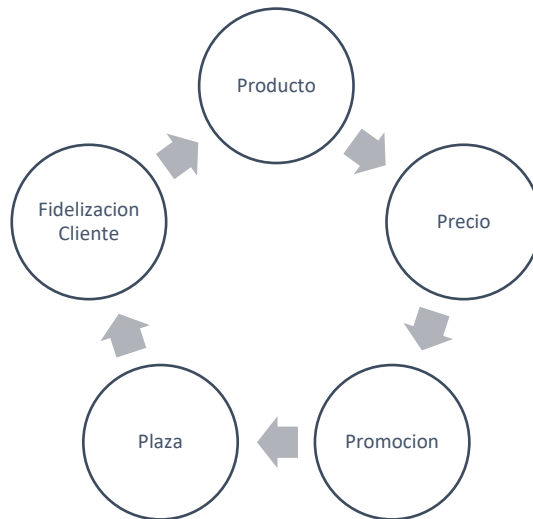 Producto
Precio
Promocion
Plaza
Fidelizacion
Cliente